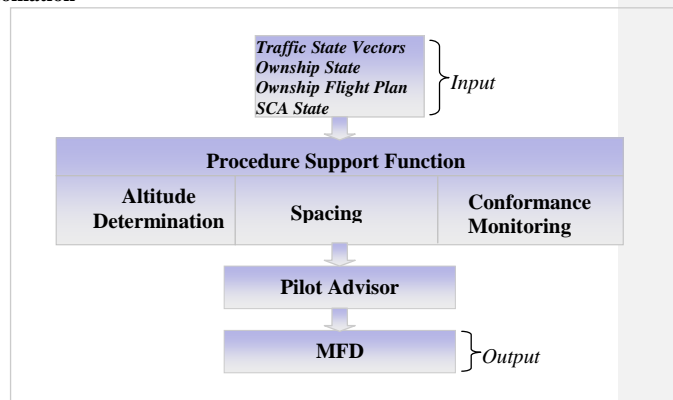 Traffic State Vectors
Ownship State
Ownship Flight Plan
SCA State
Input
Procedure Support Function
Altitude
Determination
Spacing
Conformance
Monitoring
Pilot Advisor
MFD
Output